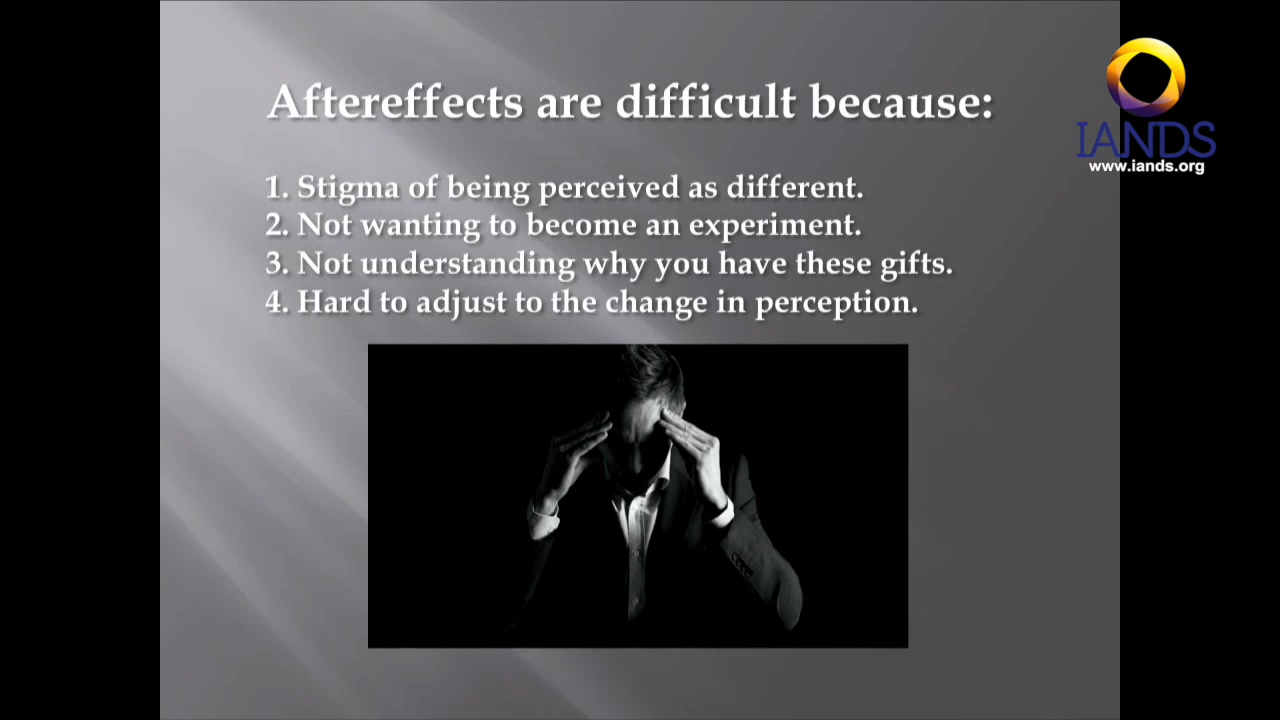 Aftereffects are difficult because:
IANDS
www.iands.org
1. Stigma of being perceived as different.
2. Not wanting to become an experiment.
3. Not understanding why you have these gifts.
4. Hard to adjust to the change in perception.